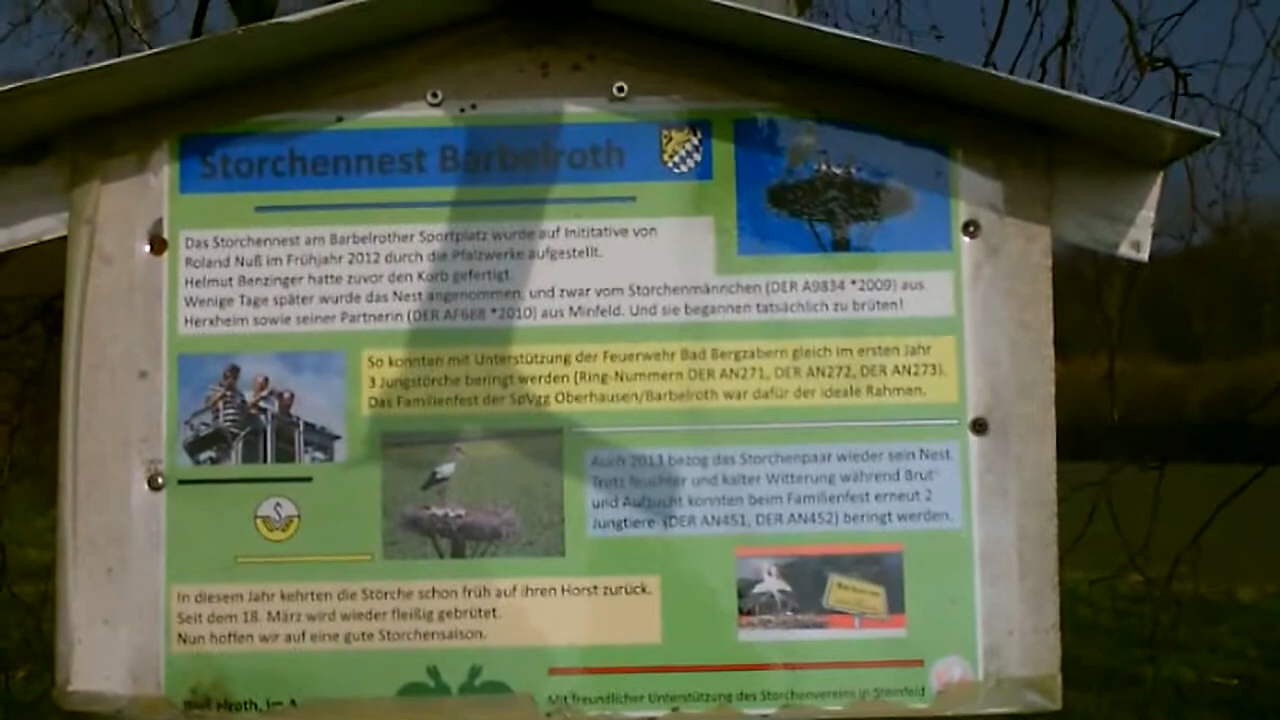 Storchennest Barbelroth
Das Storchennest am Barbelrother Sportplatz wurde auf Inititative von
Roland Nuß im Frühjahr 2012 durch die Pfalzwerke aufgestellt.
Helmut Benzinger hatte zuvor den Korb gefertigt.
Wenige Tage später wurde das Nest angenommen, und zwar vom Storchenmännchen (DER A9834 *2009) aus
Herxheim sowie seiner Partnerin (DER AF688 *2010) aus Minfeld. Und sie begannen tatsächlich zu brüten!
So konnten mit Unterstützung der Feuerwehr Bad Bergzabern gleich im ersten Jahr
3 Jungstörche beringt werden (Ring-Nummern DER AN271, DER AN272, DER AN273).
Das Familienfest der SpVgg Oberhausen/Barbelroth war dafür der ideale Rahmen.
Auch 2013 bezog das Storchenpaar wieder sein Nest.
Trotz feuchter und kalter Witterung während Brut
und Aufzucht konnten beim Familienfest erneut 2
Jungtiere (DER AN451, DER AN452) beringt werden.
In diesem Jahr kehrten die Störche schon früh auf ihren Horst zurück.
Seit dem 18. März wird wieder fleißig gebrütet.
Nun hoffen wir auf eine gute Storchensaison.
Mit freundlicher Unterstützung des Storchenvereins in Steinfeld